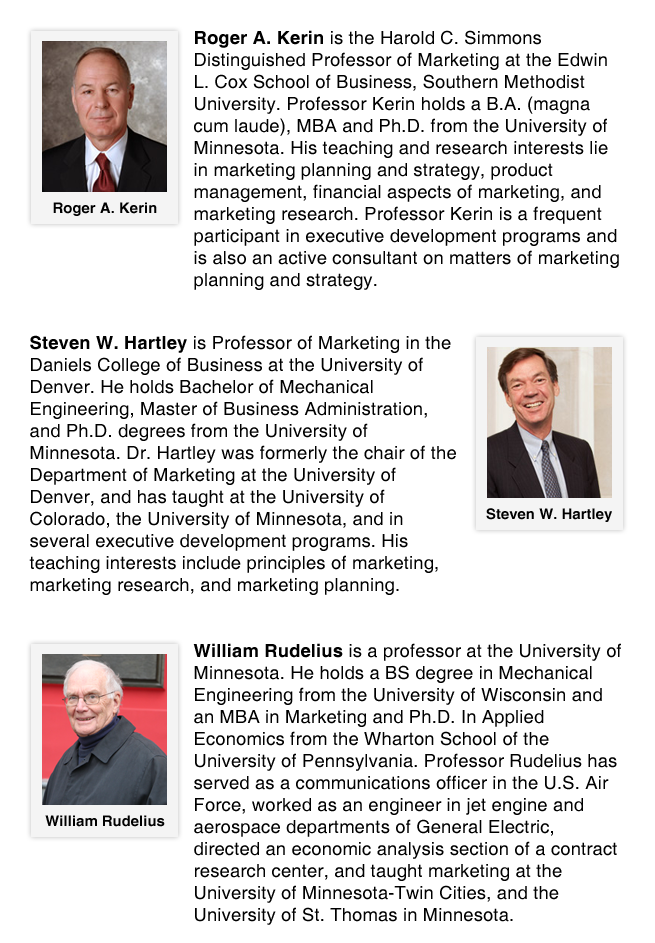 Roger A. Kerin is the Harold C. Simmons
Distinguished Professor of Marketing at the Edwin
L. Cox School of Business, Southern Methodist
University. Professor Kerin holds a B.A. (magna
cum laude), MBA and Ph.D. from the University of
Minnesota. His teaching and research interests lie
in marketing planning and strategy, product
management, financial aspects of marketing, and
marketing research. Professor Kerin is a frequent
participant in executive development programs and
is also an active consultant on matters of marketing
planning and strategy.
Roger A. Kerin
Steven W. Hartley is Professor of Marketing in the
Daniels College of Business at the University of
Denver. He holds Bachelor of Mechanical
Engineering, Master of Business Administration,
and Ph.D. degrees from the University of
Minnesota. Dr. Hartley was formerly the chair of the
Department of Marketing at the University of
Denver, and has taught at the University of
Colorado, the University of Minnesota, and in
several executive development programs. His
teaching interests include principles of marketing,
marketing research, and marketing planning.
Steven W. Hartley
William Rudelius is a professor at the University of
Minnesota. He holds a BS degree in Mechanical
Engineering from the University of Wisconsin and
an MBA in Marketing and Ph.D. In Applied
Economics from the Wharton School of the
University of Pennsylvania. Professor Rudelius has
served as a communications officer in the U.S. Air
Force, worked as an engineer in jet engine and
aerospace departments of General Electric,
directed an economic analysis section of a contract
research center, and taught marketing at the
University of Minnesota-Twin Cities, and the
University of St. Thomas in Minnesota.
William Rudelius